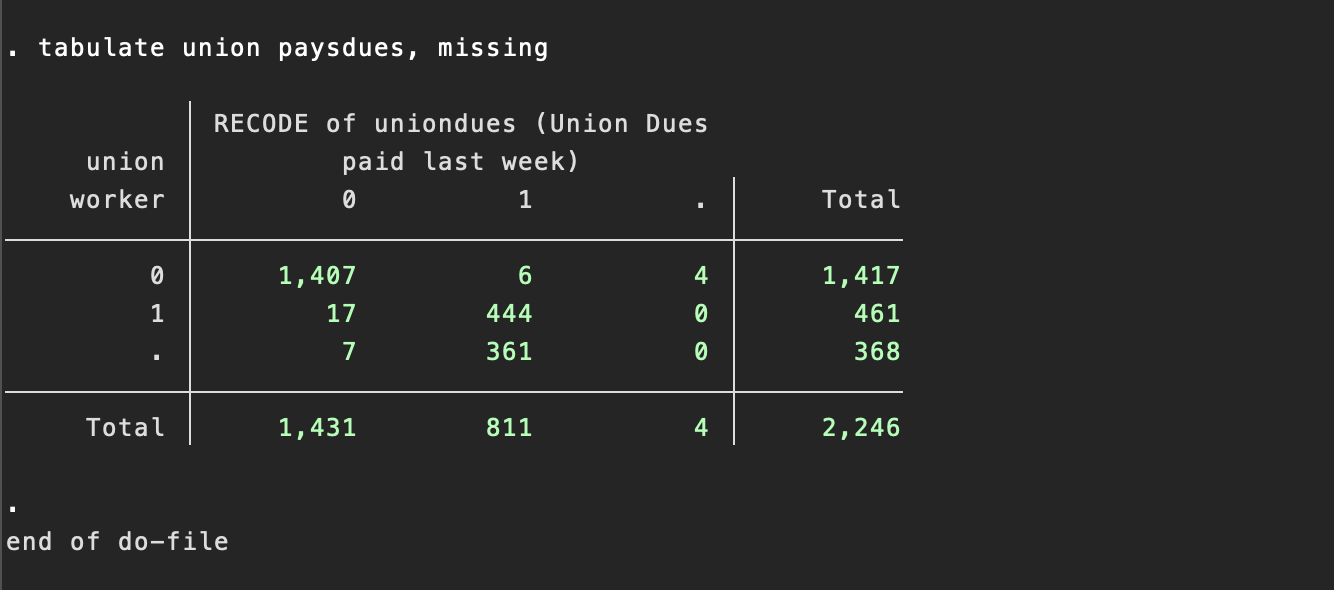 . tabulate union paysdues, missing
RECODE of uniondues (Union Dues
union paid last week)
worker 0 1 . Total
0 1,407 6 4 1,417
1 17 444 0 461
. 7 361 0 368
Total 1,431 811 4 2,246
.
end of do-file